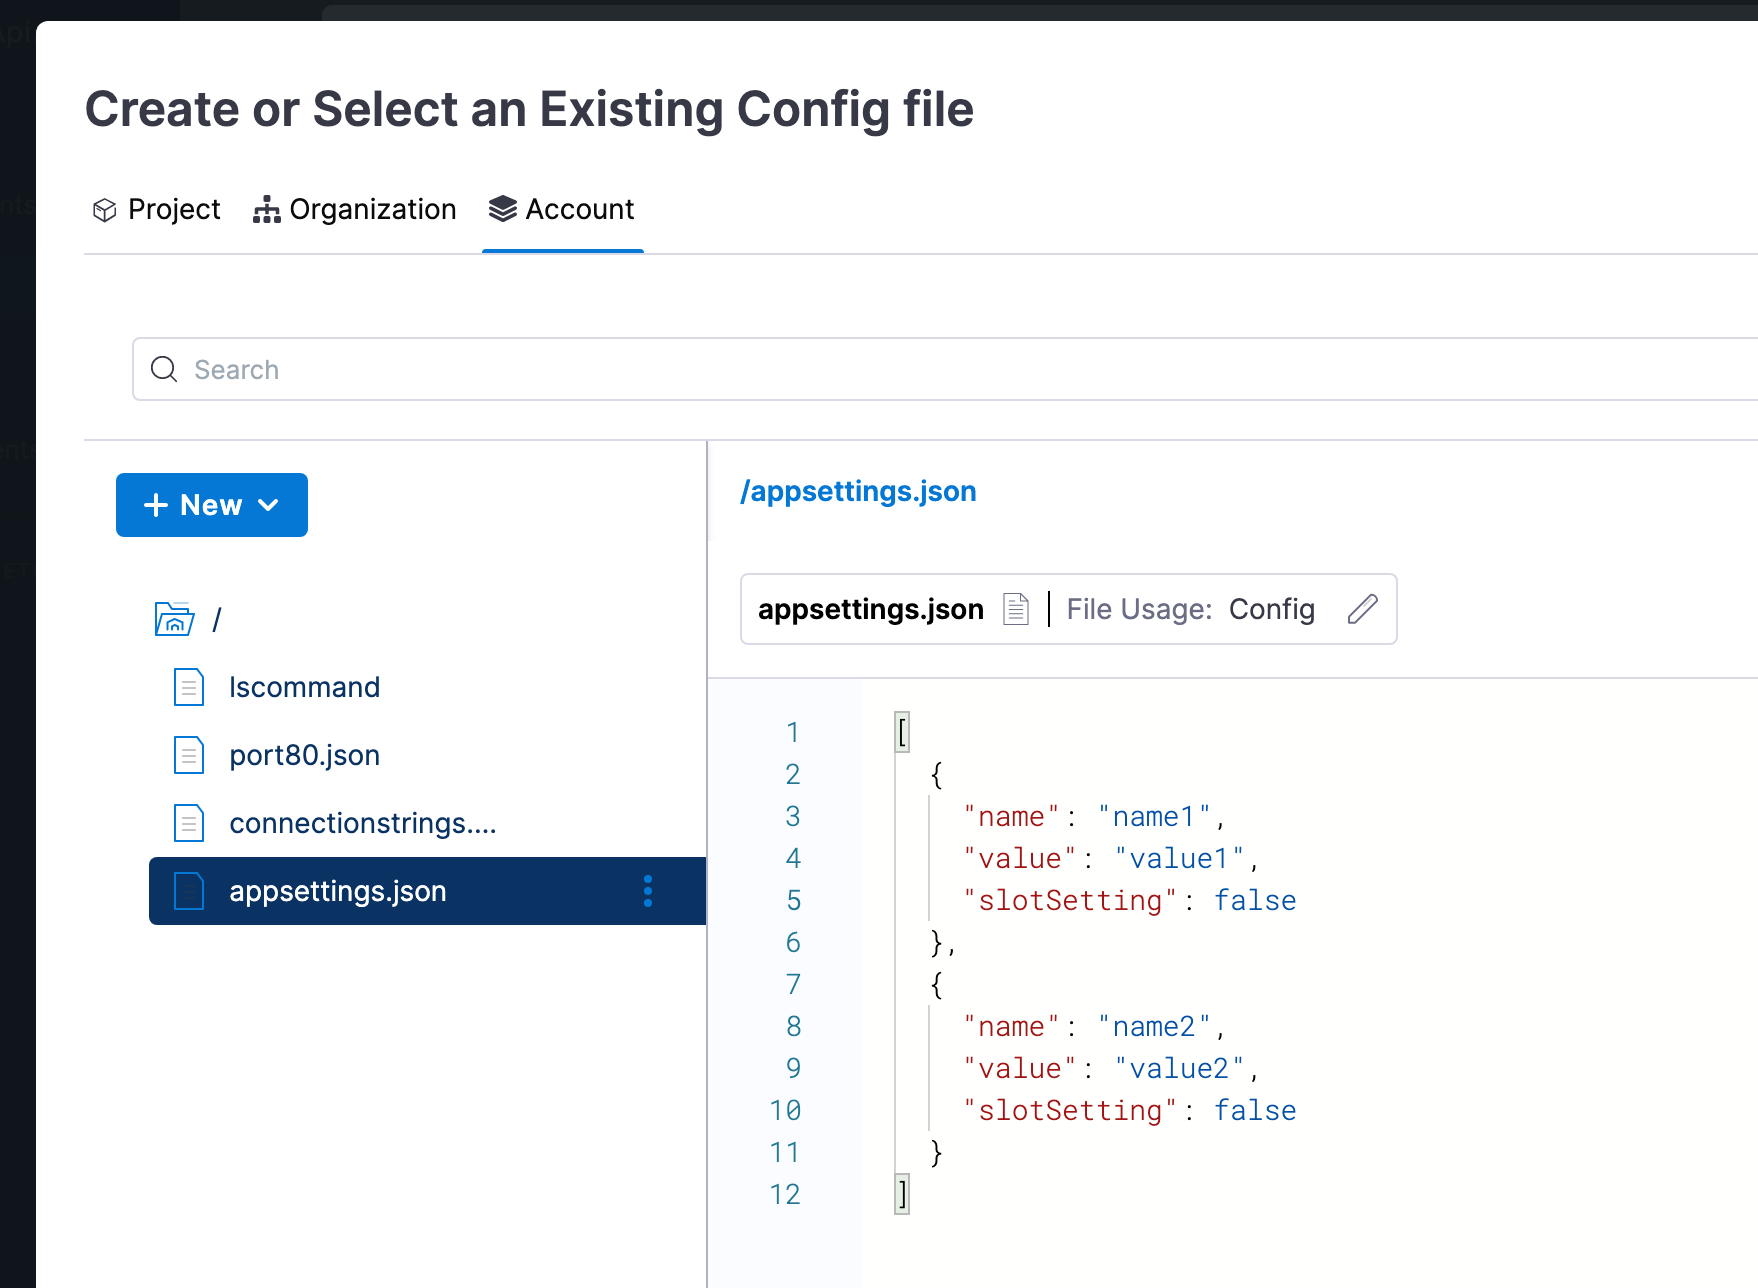 Create or Select an Existing Config file
Project Organization Account
Search
+ New
/appsettings.json
appsettings.json | File Usage: Config
/
lscommand
port80.json
connectionstrings....
appsettings.json
1 [
2 {
3 "name": "name1",
4 "value": "value1",
5 "slotSetting": false
6 },
7 {
8 "name": "name2",
9 "value": "value2",
10 "slotSetting": false
11 }
12 ]